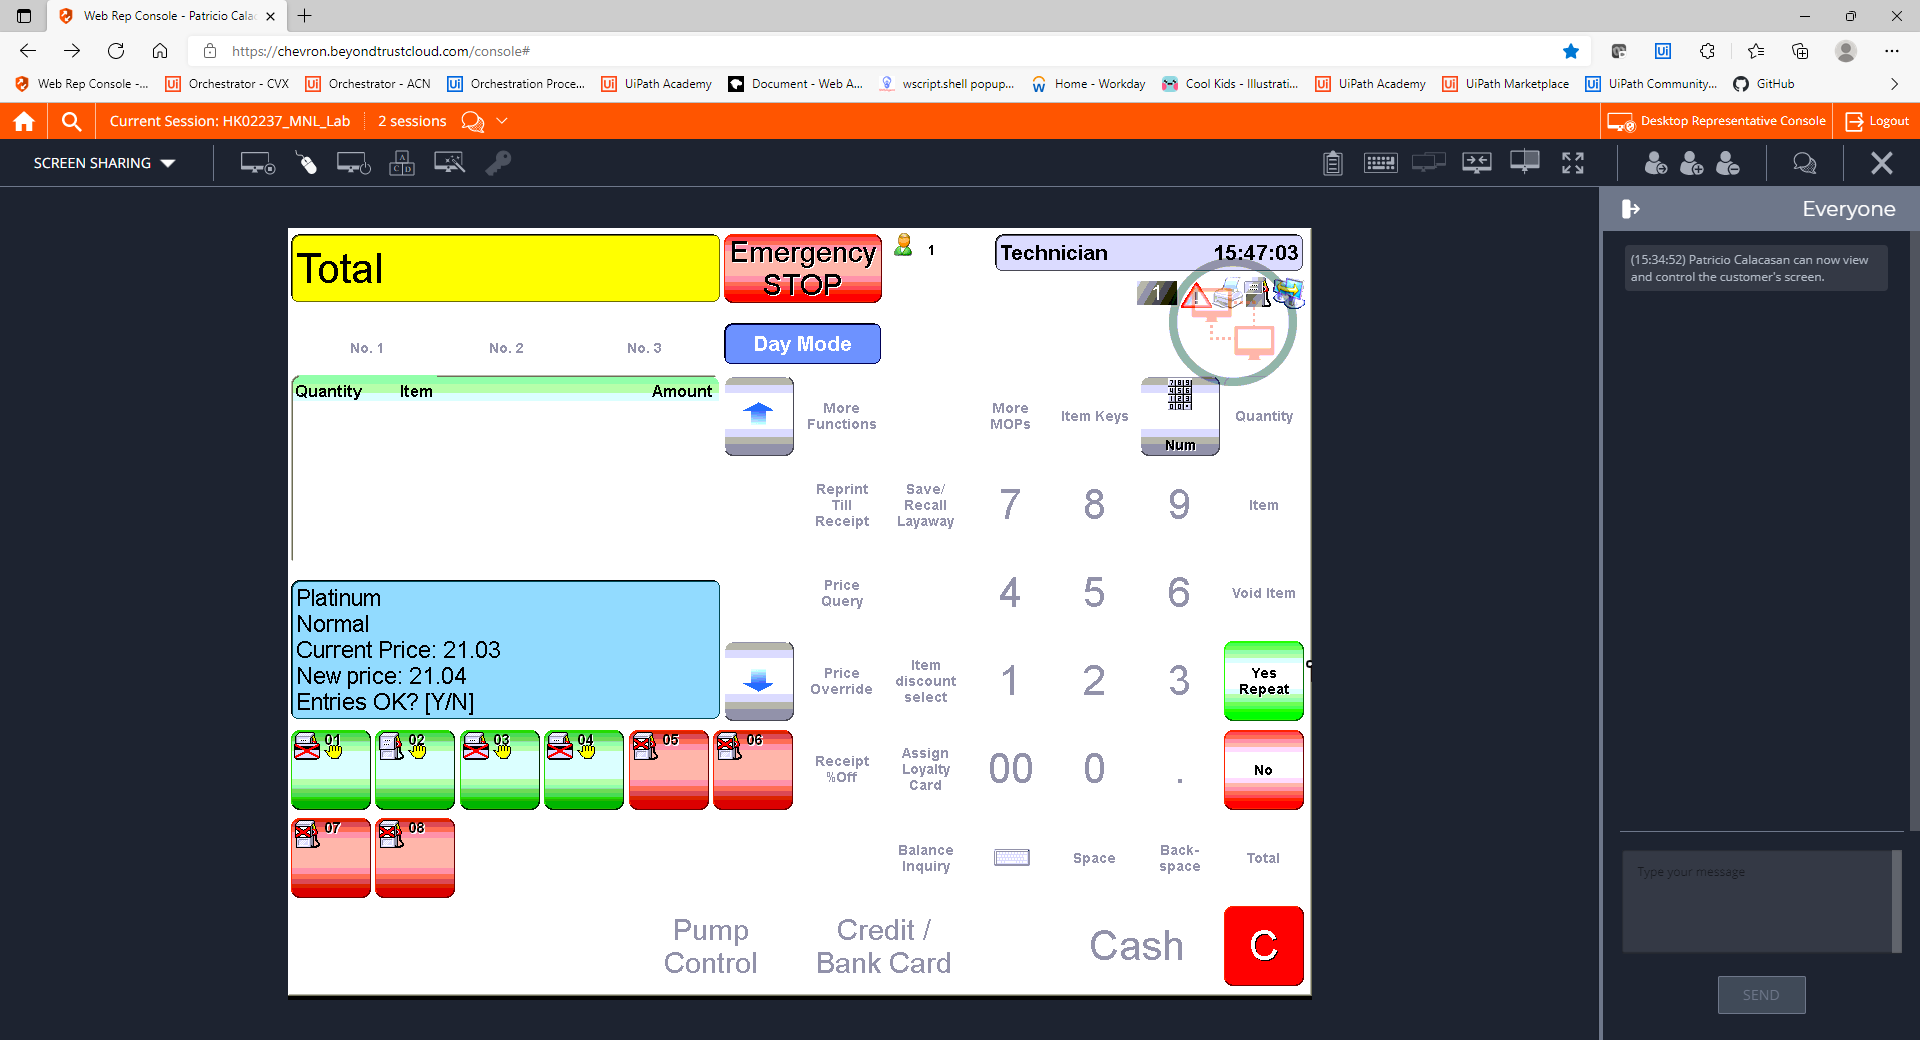 Web Rep Console - Patricio Cala
https://chevron.beyondtrustcloud.com/console#
Web Rep Console -...
Orchestrator - CVX
Orchestrator - ACN
Orchestration Proce...
UiPath Academy
Document - Web A...
wscript.shell popup...
Home - Workday
Cool Kids - Illustrati...
UiPath Academy
UiPath Marketplace
UiPath Community...
GitHub
Current Session: HK02237_MNL_Lab
2 sessions
Desktop Representative Console
Logout
SCREEN SHARING
A
C D
Everyone
(15:34:52) Patricio Calacasan can now view
and control the customer's screen.
Total
Emergency
STOP
1
Technician
15:47:03
1
No. 1
No. 2
No. 3
Day Mode
Quantity
Item
Amount
More
Functions
More
MOPs
Item Keys
Num
Quantity
Reprint
Till
Receipt
Save/
Recall
Layaway
7
8
9
Item
Price
Query
4
5
6
Void Item
Platinum
Normal
Current Price: 21.03
New price: 21.04
Entries OK? [Y/N]
Price
Override
Item
discount
select
1
2
3
Yes
Repeat
01
02
03
04
05
06
Receipt
%Off
Assign
Loyalty
Card
00
0
.
No
07
08
Balance
Inquiry
Space
Back-
space
Total
Pump
Control
Credit /
Bank Card
Cash
C
Type your message
SEND